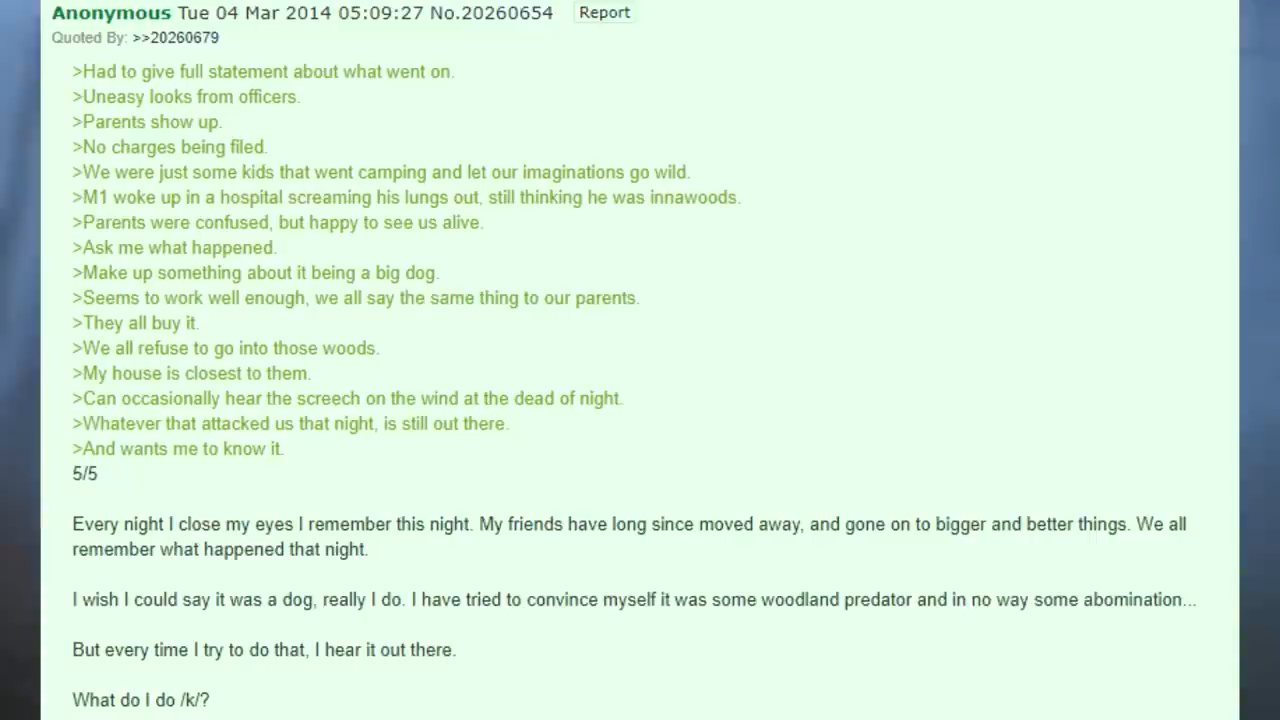 Anonymous Tue 04 Mar 2014 05:09:27 No.20260654 Report
Quoted By: >>20260679
>Had to give full statement about what went on.
>Uneasy looks from officers.
>Parents show up.
>No charges being filed.
>We were just some kids that went camping and let our imaginations go wild.
>M1 woke up in a hospital screaming his lungs out, still thinking he was innawoods.
>Parents were confused, but happy to see us alive.
>Ask me what happened.
>Make up something about it being a big dog.
>Seems to work well enough, we all say the same thing to our parents.
>They all buy it.
>We all refuse to go into those woods.
>My house is closest to them.
>Can occasionally hear the screech on the wind at the dead of night.
>Whatever that attacked us that night, is still out there.
>And wants me to know it.
5/5
Every night I close my eyes I remember this night. My friends have long since moved away, and gone on to bigger and better things. We all
remember what happened that night.
I wish I could say it was a dog, really I do. I have tried to convince myself it was some woodland predator and in no way some abomination...
But every time I try to do that, I hear it out there.
What do I do /k/?